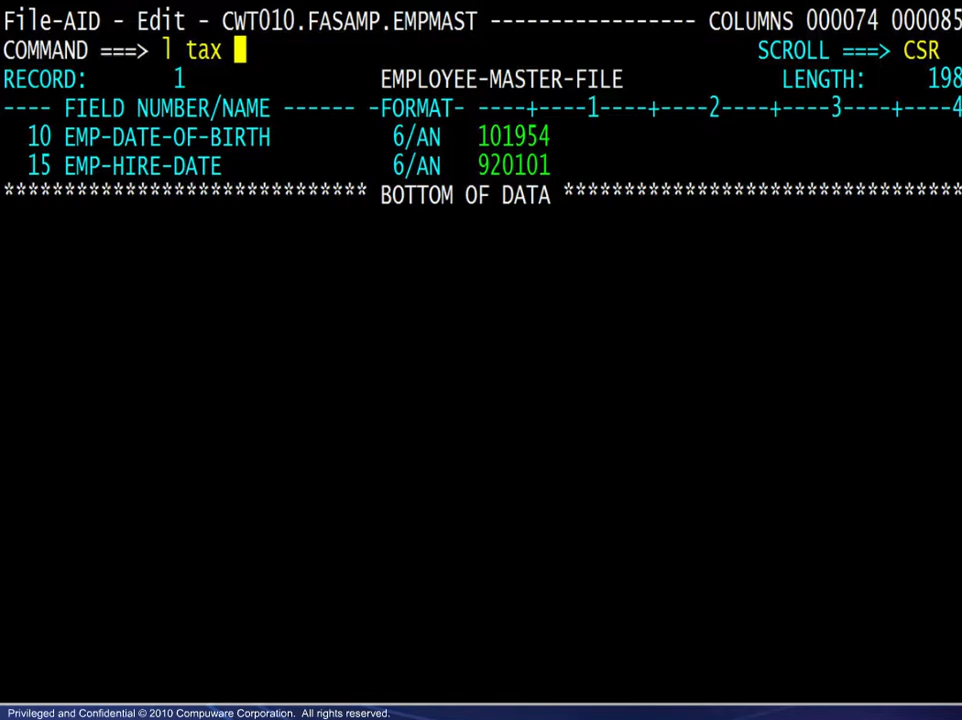 File-AID - Edit - CWT010.FASAMP.EMPMAST ----------------- COLUMNS 000074 000085
COMMAND ===> l tax SCROLL ===> CSR
RECORD: 1 EMPLOYEE-MASTER-FILE LENGTH: 198
---- FIELD NUMBER/NAME ------ -FORMAT- ----+----1----+----2----+----3----+----4
10 EMP-DATE-OF-BIRTH 6/AN 101954
15 EMP-HIRE-DATE 6/AN 920101
****************************** BOTTOM OF DATA *********************************
Privileged and Confidential © 2010 Compuware Corporation. All rights reserved.